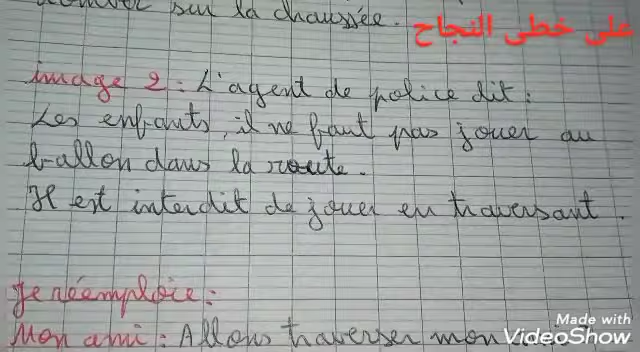 tomber sur la chaussée.
على خطى النجاح
image 2 : L'agent de police dit :
Les enfants, il ne faut pas jouer au
ballon dans la route.
Il est interdit de jouer en traversant.
Je réemploie :
Mon ami : Allons traverser mon
Made with
VideoShow